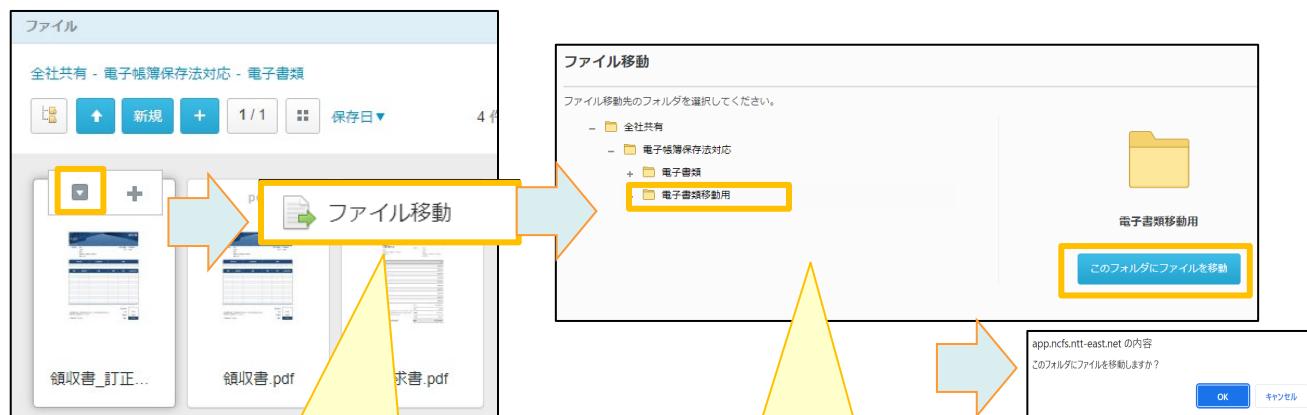 ファイル
全社共有 - 電子帳簿保存法対応 - 電子書類
新規
+
1 / 1
保存日▼
4 件
ファイル移動
領収書_訂正...
領収書.pdf
求書.pdf
ファイル移動
ファイル移動先のフォルダを選択してください。
全社共有
電子帳簿保存法対応
電子書類
電子書類移動用
電子書類移動用
このフォルダにファイルを移動
app.ncfs.ntt-east.net の内容
このフォルダにファイルを移動しますか？
OK
キャンセル